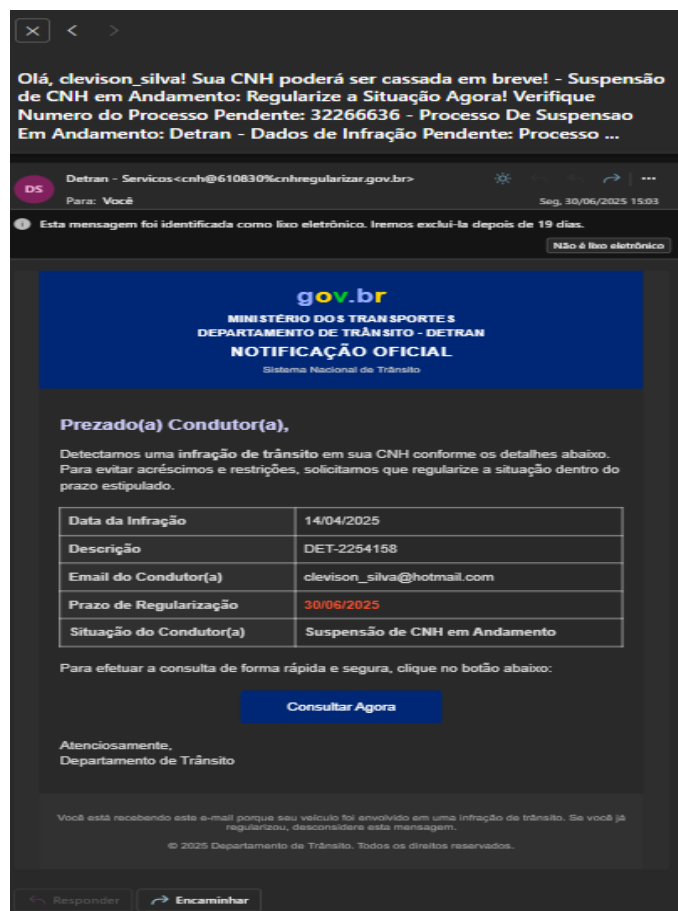 Olá, clevison_silva! Sua CNH poderá ser cassada em breve! - Suspensão
de CNH em Andamento: Regularize a Situação Agora! Verifique
Numero do Processo Pendente: 32266636 - Processo De Suspensao
Em Andamento: Detran - Dados de Infração Pendente: Processo ...
DS
Detran - Servicos<cnh@610830%cnhregularizar.gov.br>
Para: Você
Seg, 30/06/2025 15:03
Esta mensagem foi identificada como lixo eletrônico. Iremos excluí-la depois de 19 dias.
Não é lixo eletrônico
gov.br
MINISTÉRIO DOS TRANSPORTES
DEPARTAMENTO DE TRÂNSITO - DETRAN
NOTIFICAÇÃO OFICIAL
Sistema Nacional de Trânsito
Prezado(a) Condutor(a),
Detectamos uma infração de trânsito em sua CNH conforme os detalhes abaixo.
Para evitar acréscimos e restrições, solicitamos que regularize a situação dentro do
prazo estipulado.
Data da Infração 14/04/2025
Descrição DET-2254158
Email do Condutor(a) clevison_silva@hotmail.com
Prazo de Regularização 30/06/2025
Situação do Condutor(a) Suspensão de CNH em Andamento
Para efetuar a consulta de forma rápida e segura, clique no botão abaixo:
Consultar Agora
Atenciosamente,
Departamento de Trânsito
Você está recebendo este e-mail porque seu veículo foi envolvido em uma infração de trânsito. Se você já
regularizou, desconsidere esta mensagem.
© 2025 Departamento de Trânsito. Todos os direitos reservados.
Responder
Encaminhar